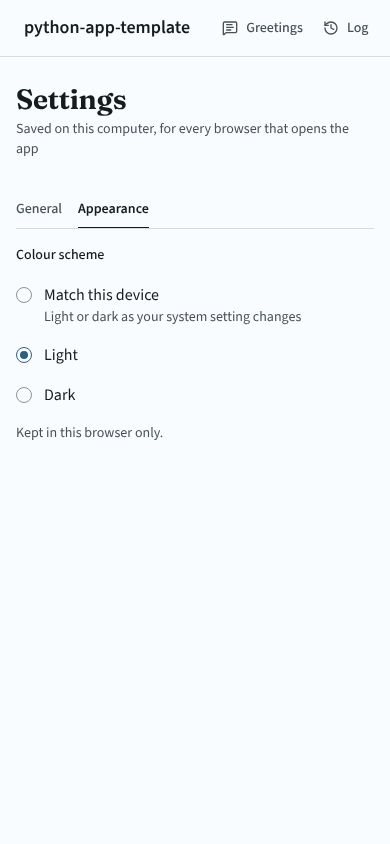 python-app-template
Greetings
Log
Settings
Saved on this computer, for every browser that opens the
app
General
Appearance
Colour scheme
Match this device
Light or dark as your system setting changes
Light
Dark
Kept in this browser only.